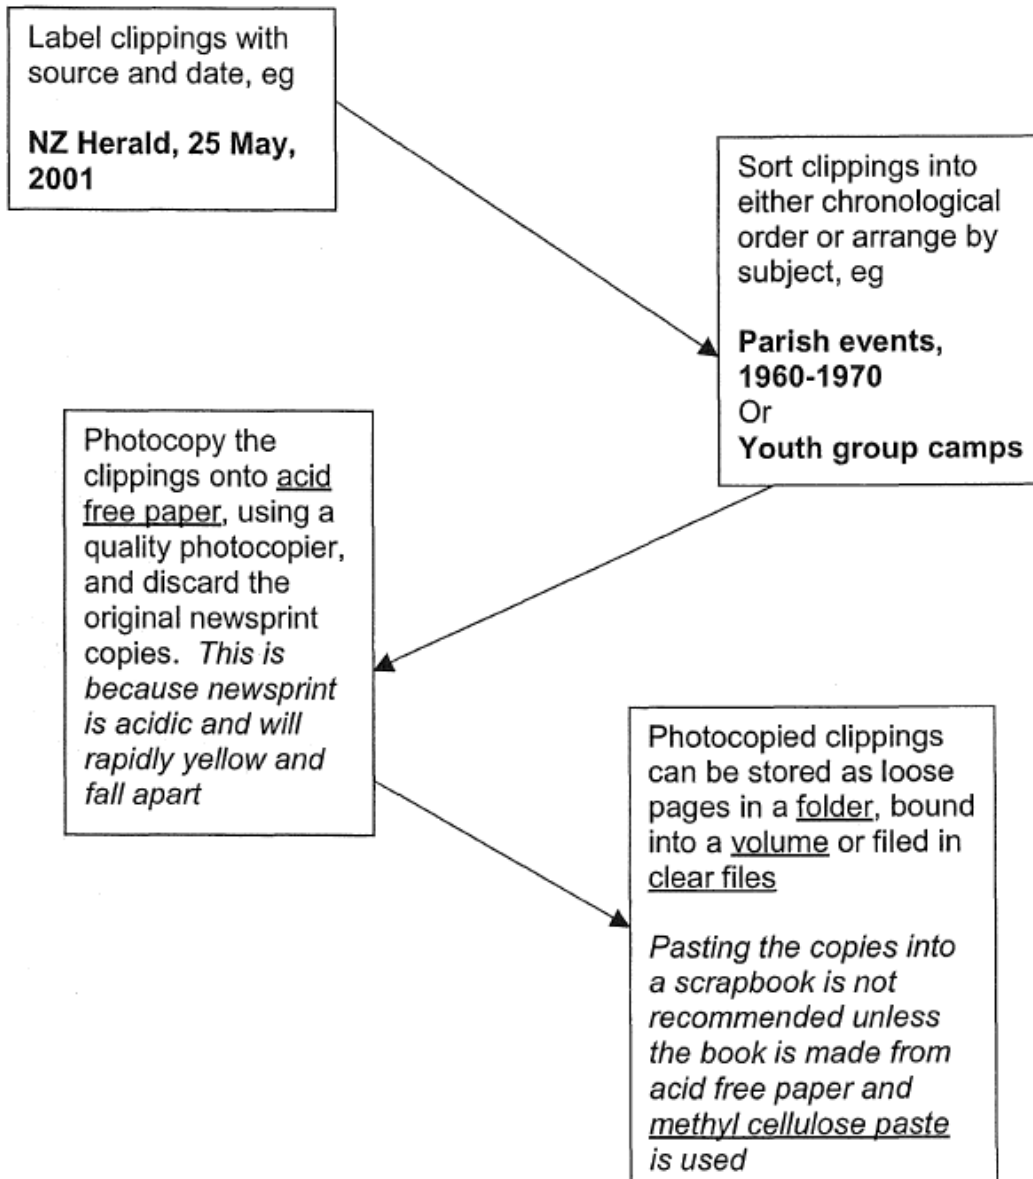 Label clippings with
source and date, eg
NZ Herald, 25 May,
2001
Sort clippings into
either chronological
order or arrange by
subject, eg
Parish events,
1960-1970
Or
Youth group camps
Photocopy the
clippings onto acid
free paper, using a
quality photocopier,
and discard the
original newsprint
copies. This is
because newsprint
is acidic and will
rapidly yellow and
fall apart
Photocopied clippings
can be stored as loose
pages in a folder, bound
into a volume or filed in
clear files
Pasting the copies into
a scrapbook is not
recommended unless
the book is made from
acid free paper and
methyl cellulose paste
is used